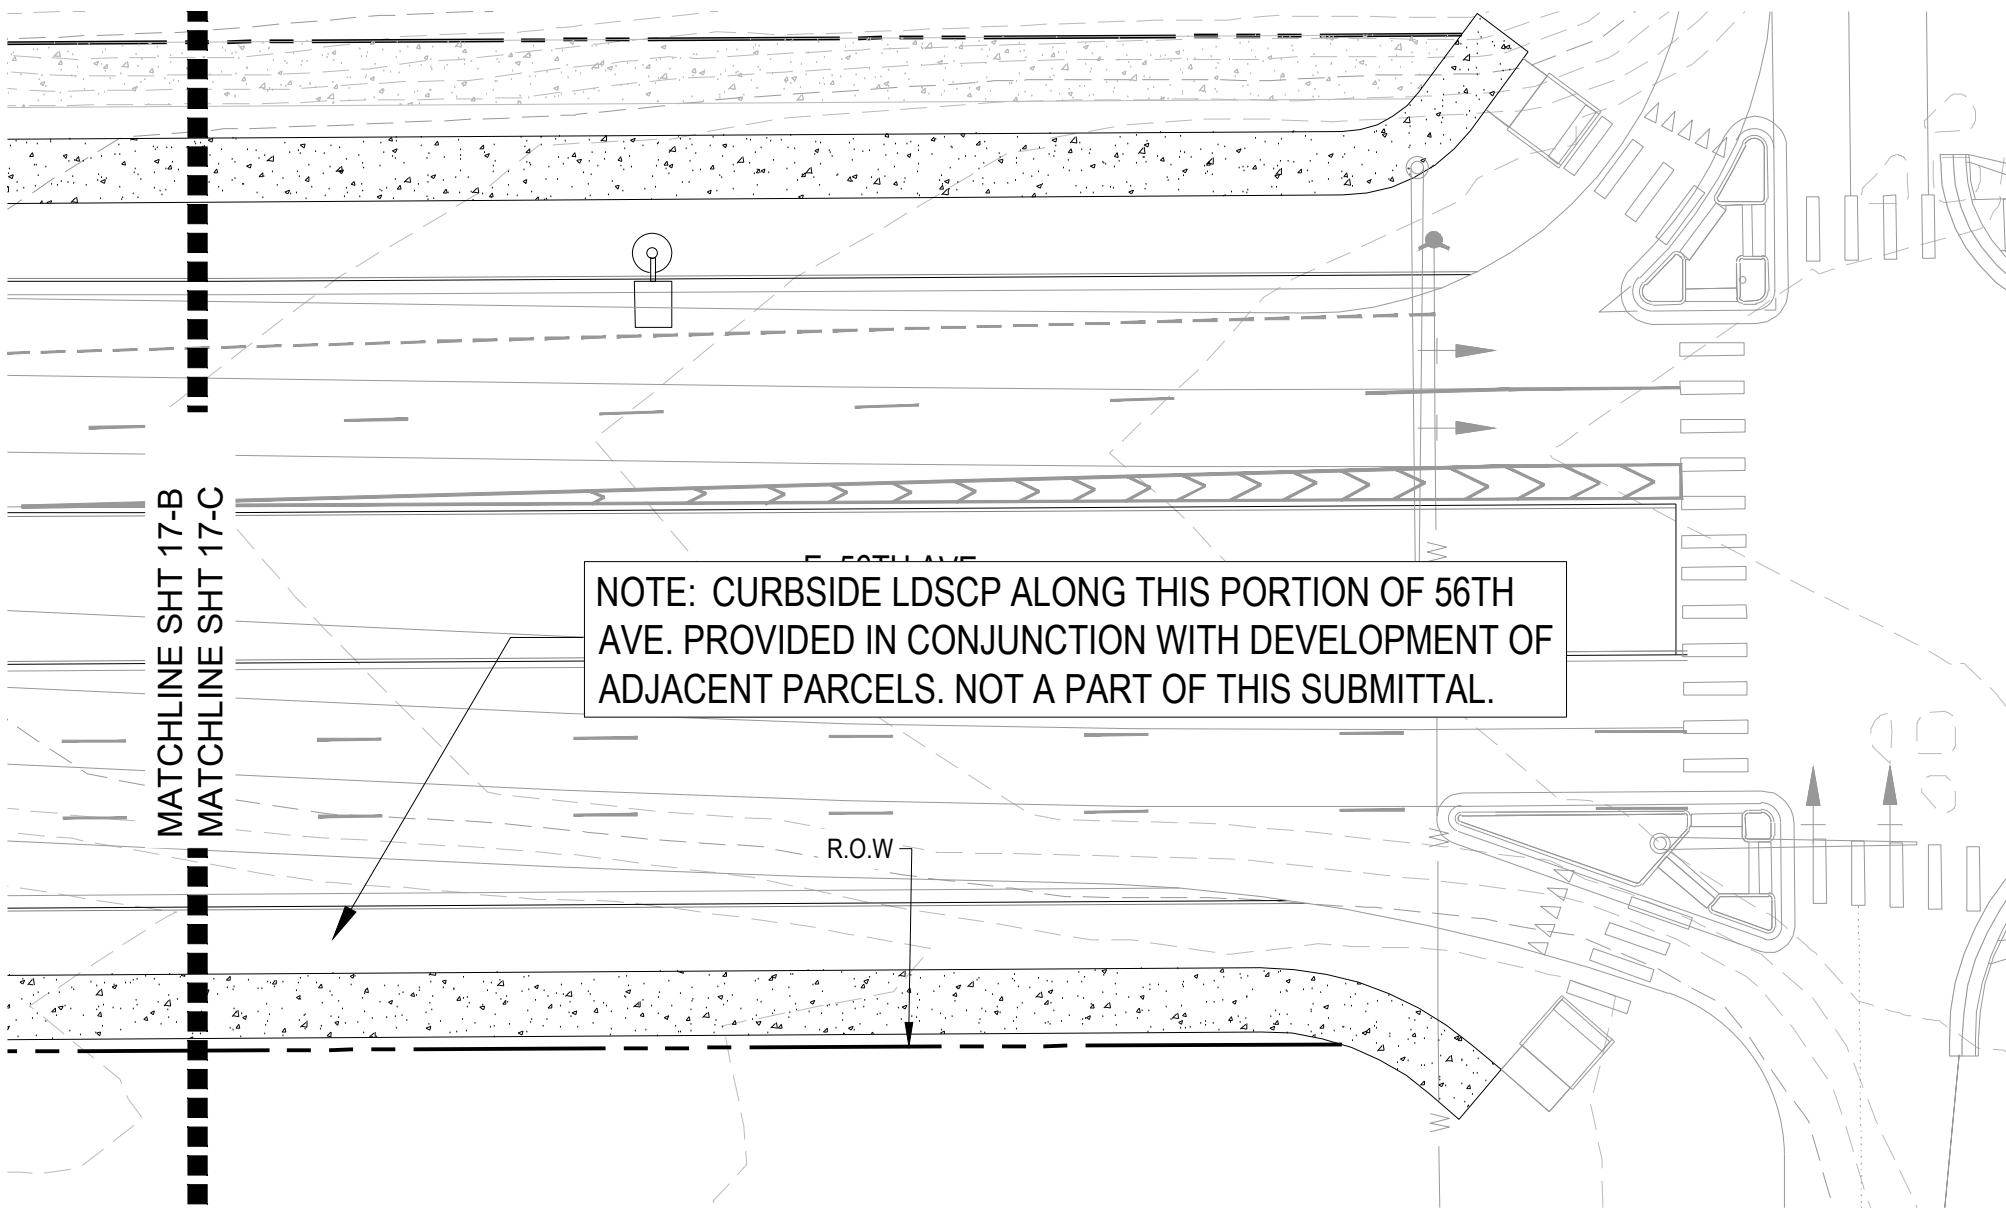 MATCHLINE SHT 17-B
MATCHLINE SHT 17-C
NOTE: CURBSIDE LDSCP ALONG THIS PORTION OF 56TH
AVE. PROVIDED IN CONJUNCTION WITH DEVELOPMENT OF
ADJACENT PARCELS. NOT A PART OF THIS SUBMITTAL.
R.O.W